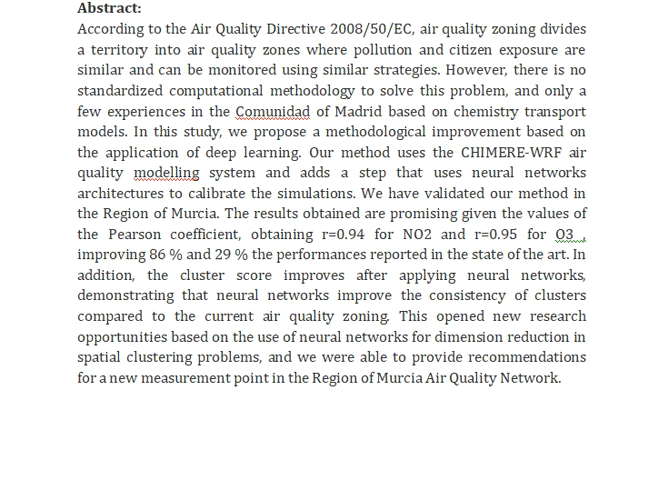 Abstract:
According to the Air Quality Directive 2008/50/EC, air quality zoning divides
a territory into air quality zones where pollution and citizen exposure are
similar and can be monitored using similar strategies. However, there is no
standardized computational methodology to solve this problem, and only a
few experiences in the Comunidad of Madrid based on chemistry transport
models. In this study, we propose a methodological improvement based on
the application of deep learning. Our method uses the CHIMERE-WRF air
quality modelling system and adds a step that uses neural networks
architectures to calibrate the simulations. We have validated our method in
the Region of Murcia. The results obtained are promising given the values of
the Pearson coefficient, obtaining r=0.94 for NO2 and r=0.95 for O3 ,
improving 86 % and 29 % the performances reported in the state of the art. In
addition, the cluster score improves after applying neural networks,
demonstrating that neural networks improve the consistency of clusters
compared to the current air quality zoning. This opened new research
opportunities based on the use of neural networks for dimension reduction in
spatial clustering problems, and we were able to provide recommendations
for a new measurement point in the Region of Murcia Air Quality Network.